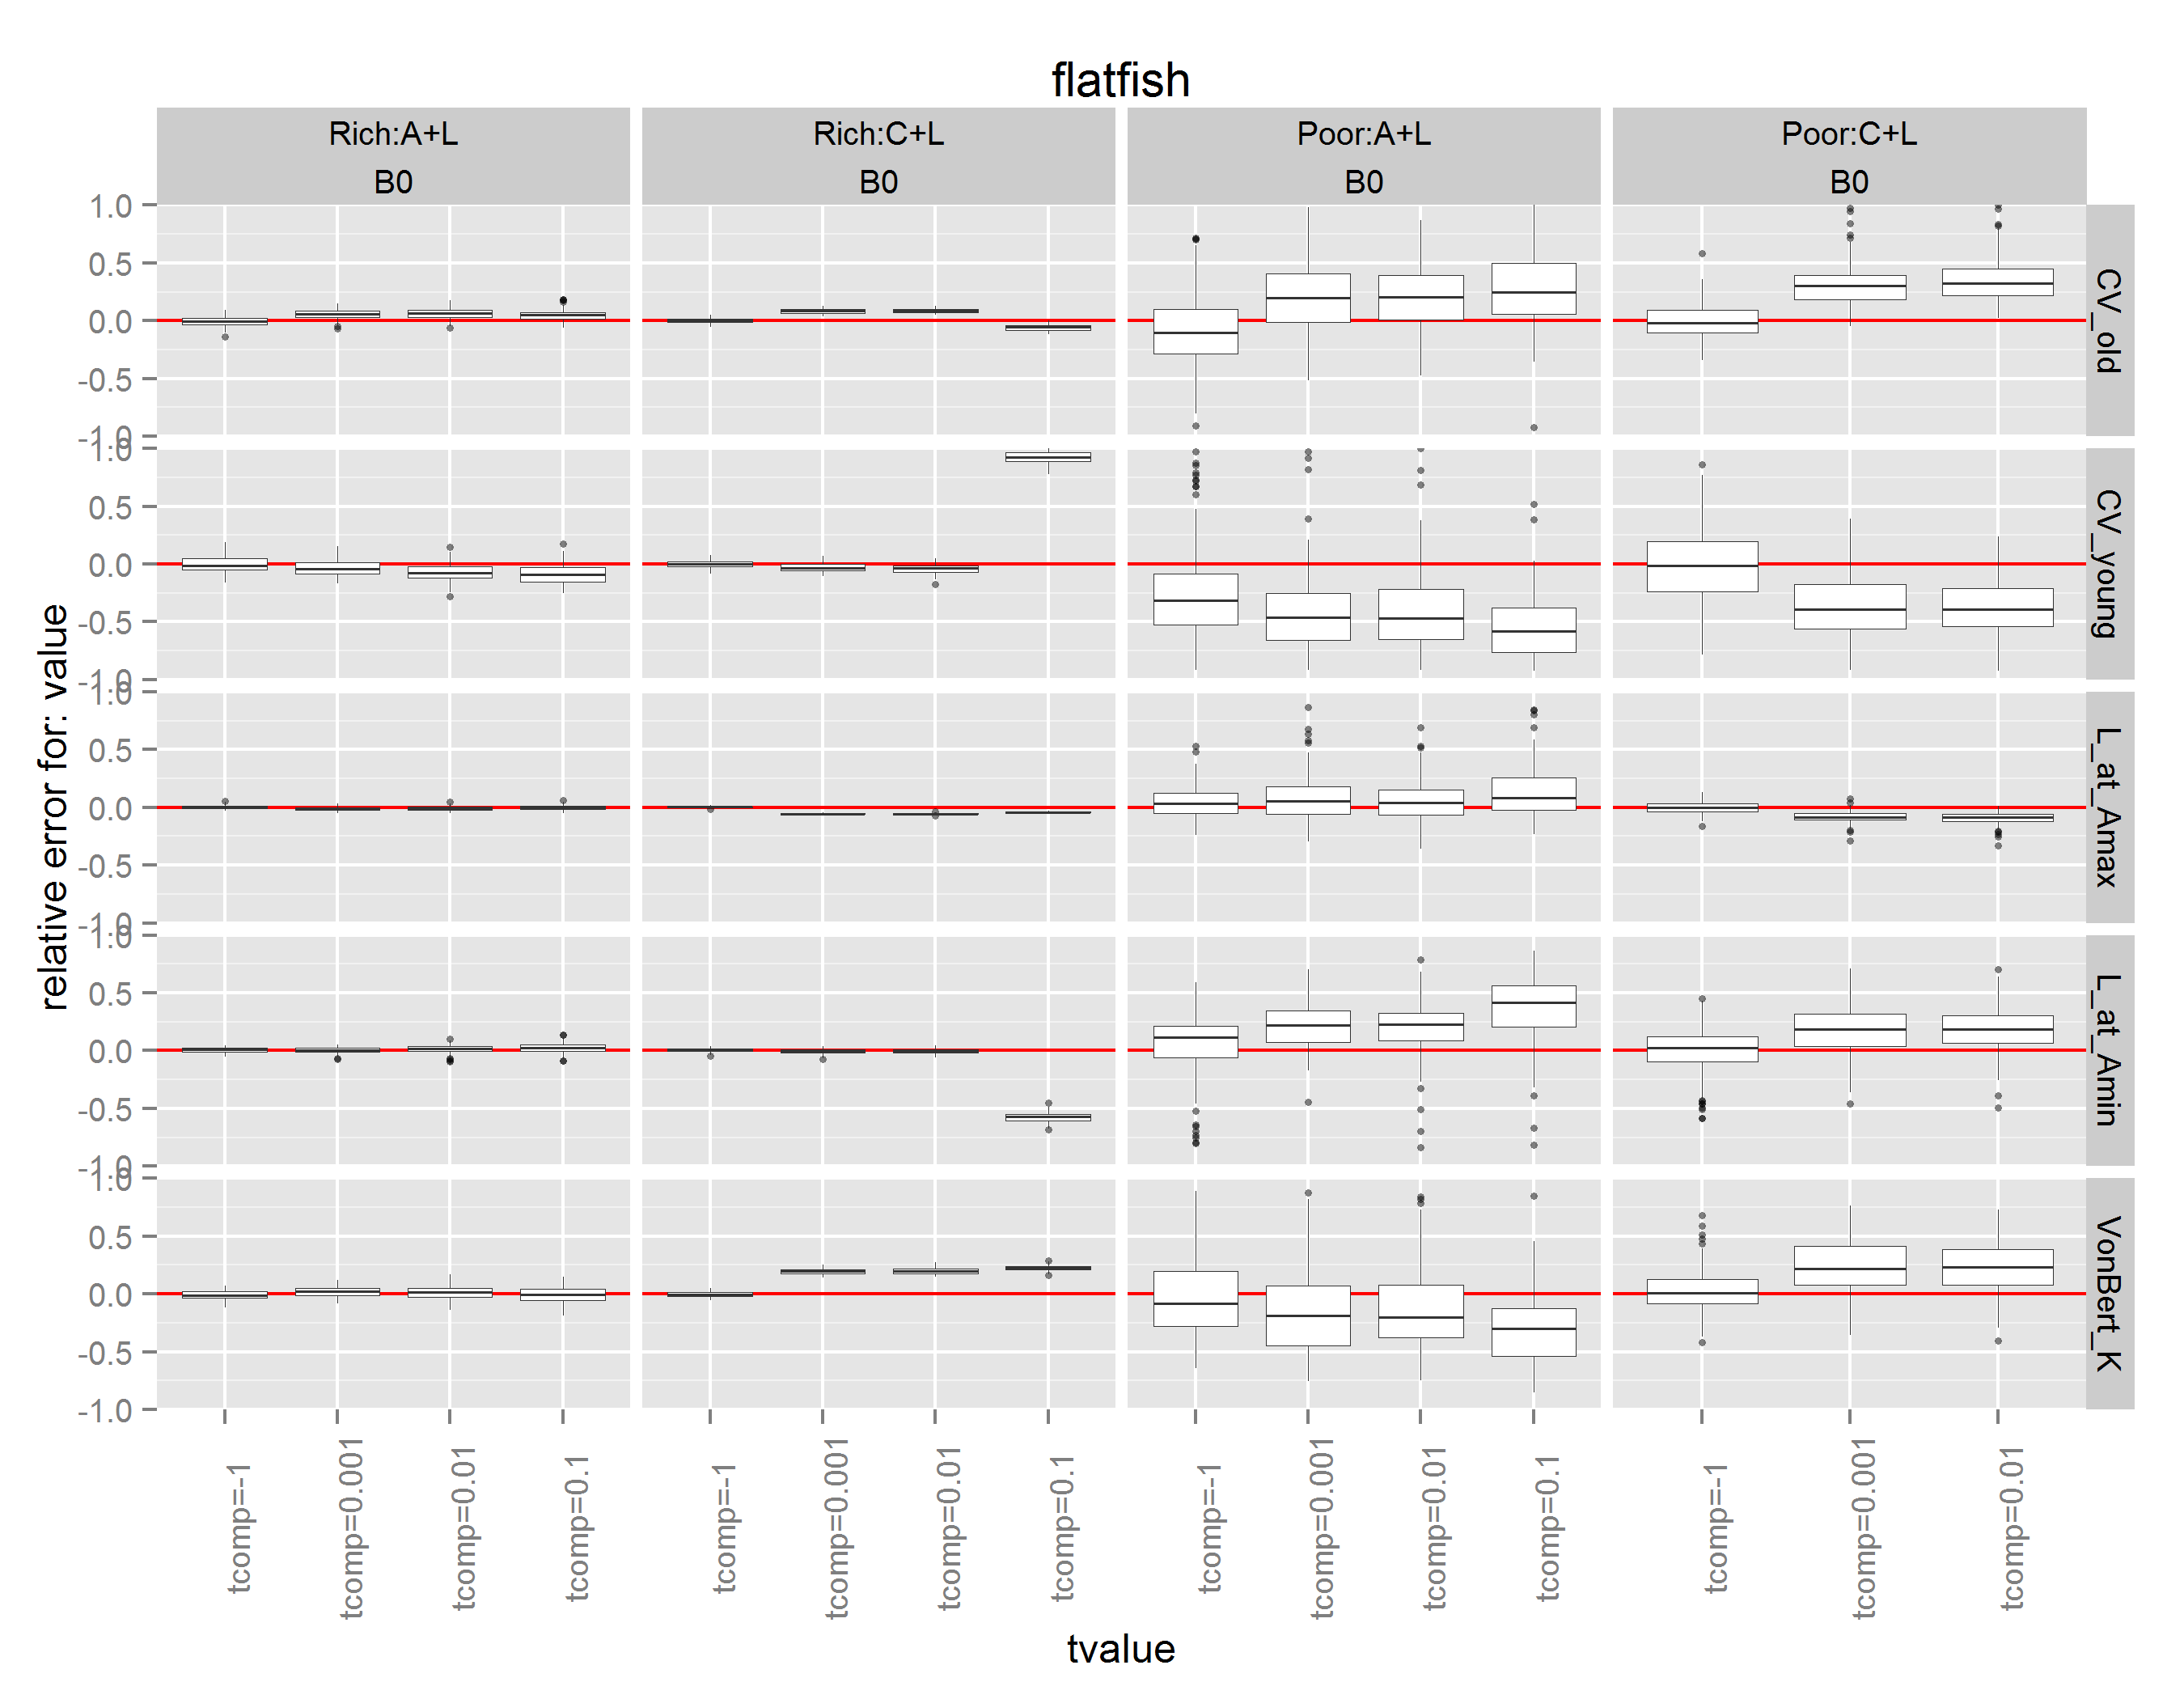 flatfish
Rich:A+L Rich:C+L Poor:A+L Poor:C+L
B0 B0 B0 B0
relative error for: value
1.0
0.5
0.0
-0.5
-1.0
CV_old
1.0
0.5
0.0
-0.5
-1.0
CV_young
1.0
0.5
0.0
-0.5
-1.0
L_at_Amax
1.0
0.5
0.0
-0.5
-1.0
L_at_Amin
1.0
0.5
0.0
-0.5
-1.0
VonBert_K
tcomp=-1 tcomp=0.001 tcomp=0.01 tcomp=0.1 tcomp=-1 tcomp=0.001 tcomp=0.01 tcomp=0.1 tcomp=-1 tcomp=0.001 tcomp=0.01 tcomp=0.1 tcomp=-1 tcomp=0.001 tcomp=0.01
tvalue